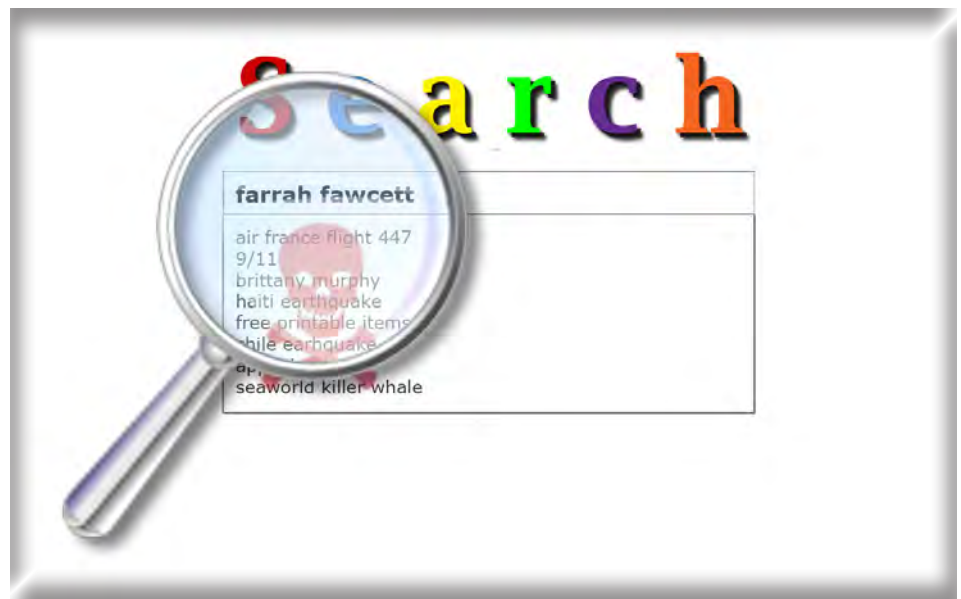 Search
farrah fawcett
air france flight 447
9/11
brittany murphy
haiti earthquake
free printable items
chile earhquake
seaworld killer whale